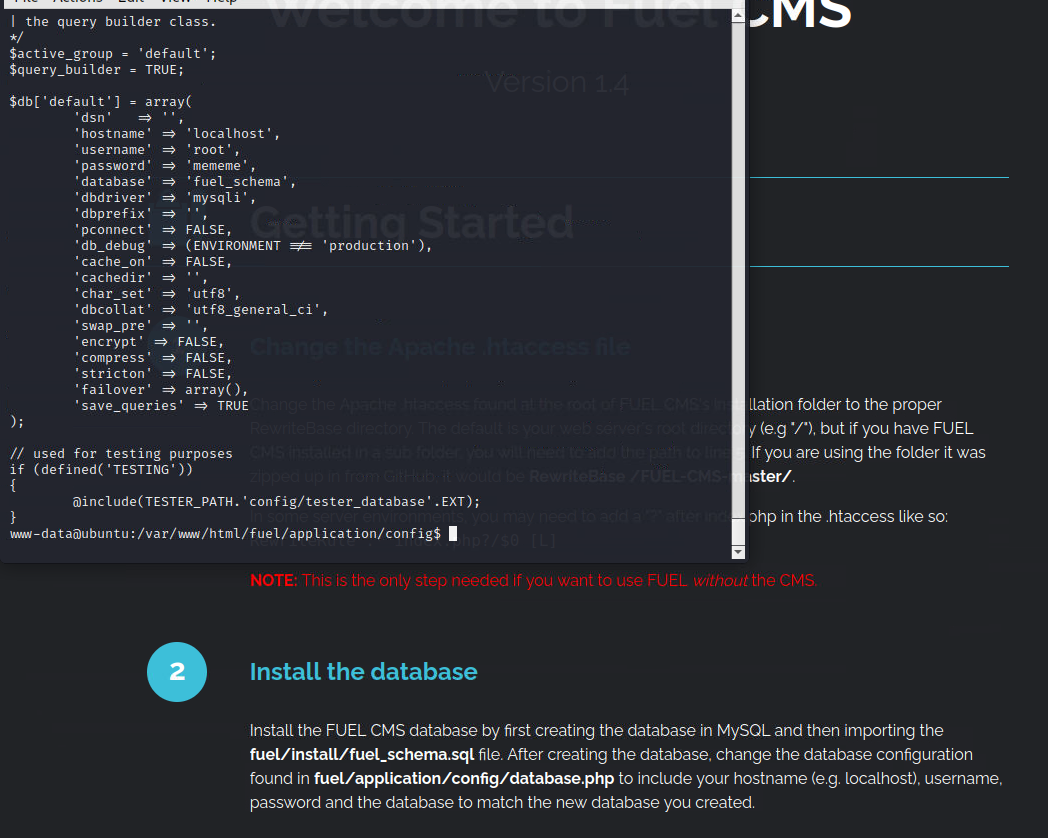 File Actions Edit View Help
Welcome to Fuel CMS
Version 1.4
| the query builder class.
*/
$active_group = 'default';
$query_builder = TRUE;
$db['default'] = array(
'dsn' => '',
'hostname' => 'localhost',
'username' => 'root',
'password' => 'mememe',
'database' => 'fuel_schema',
'dbdriver' => 'mysqli',
'dbprefix' => '',
'pconnect' => FALSE,
'db_debug' => (ENVIRONMENT !== 'production'),
'cache_on' => FALSE,
'cachedir' => '',
'char_set' => 'utf8',
'dbcollat' => 'utf8_general_ci',
'swap_pre' => '',
'encrypt' => FALSE,
'compress' => FALSE,
'stricton' => FALSE,
'failover' => array(),
'save_queries' => TRUE
);
// used for testing purposes
if (defined('TESTING'))
{
@include(TESTER_PATH.'config/tester_database'.EXT);
}
www-data@ubuntu:/var/www/html/fuel/application/config$
Getting Started
Change the Apache .htaccess file
Change the Apache .htaccess found at the root of FUEL CMS's installation folder to the proper
RewriteBase directory. The default is your web server's root directory (e.g "/"), but if you have FUEL
CMS installed in a sub folder, you will need to add the path to line 5. If you are using the folder it was
zipped up in from GitHub, it would be RewriteBase /FUEL-CMS-master/.
In some server environments, you may need to add a "?" after index.php in the .htaccess like so:
index.php?/$0 [L]
NOTE: This is the only step needed if you want to use FUEL without the CMS.
2
Install the database
Install the FUEL CMS database by first creating the database in MySQL and then importing the
fuel/install/fuel_schema.sql file. After creating the database, change the database configuration
found in fuel/application/config/database.php to include your hostname (e.g. localhost), username,
password and the database to match the new database you created.